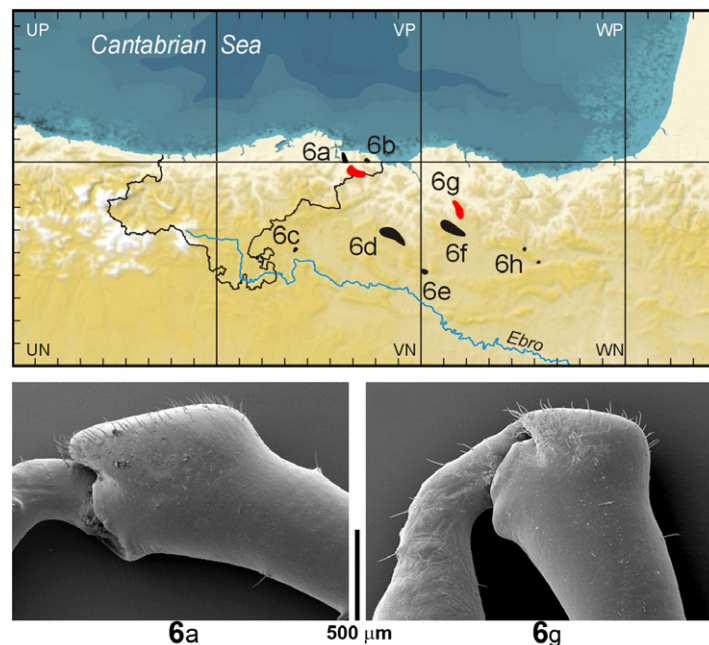 UP VP WP
Cantabrian Sea
6a 6b
6g
6c 6d 6f
6h
6e
Ebro
UN VN WN
6a 500 µm 6g